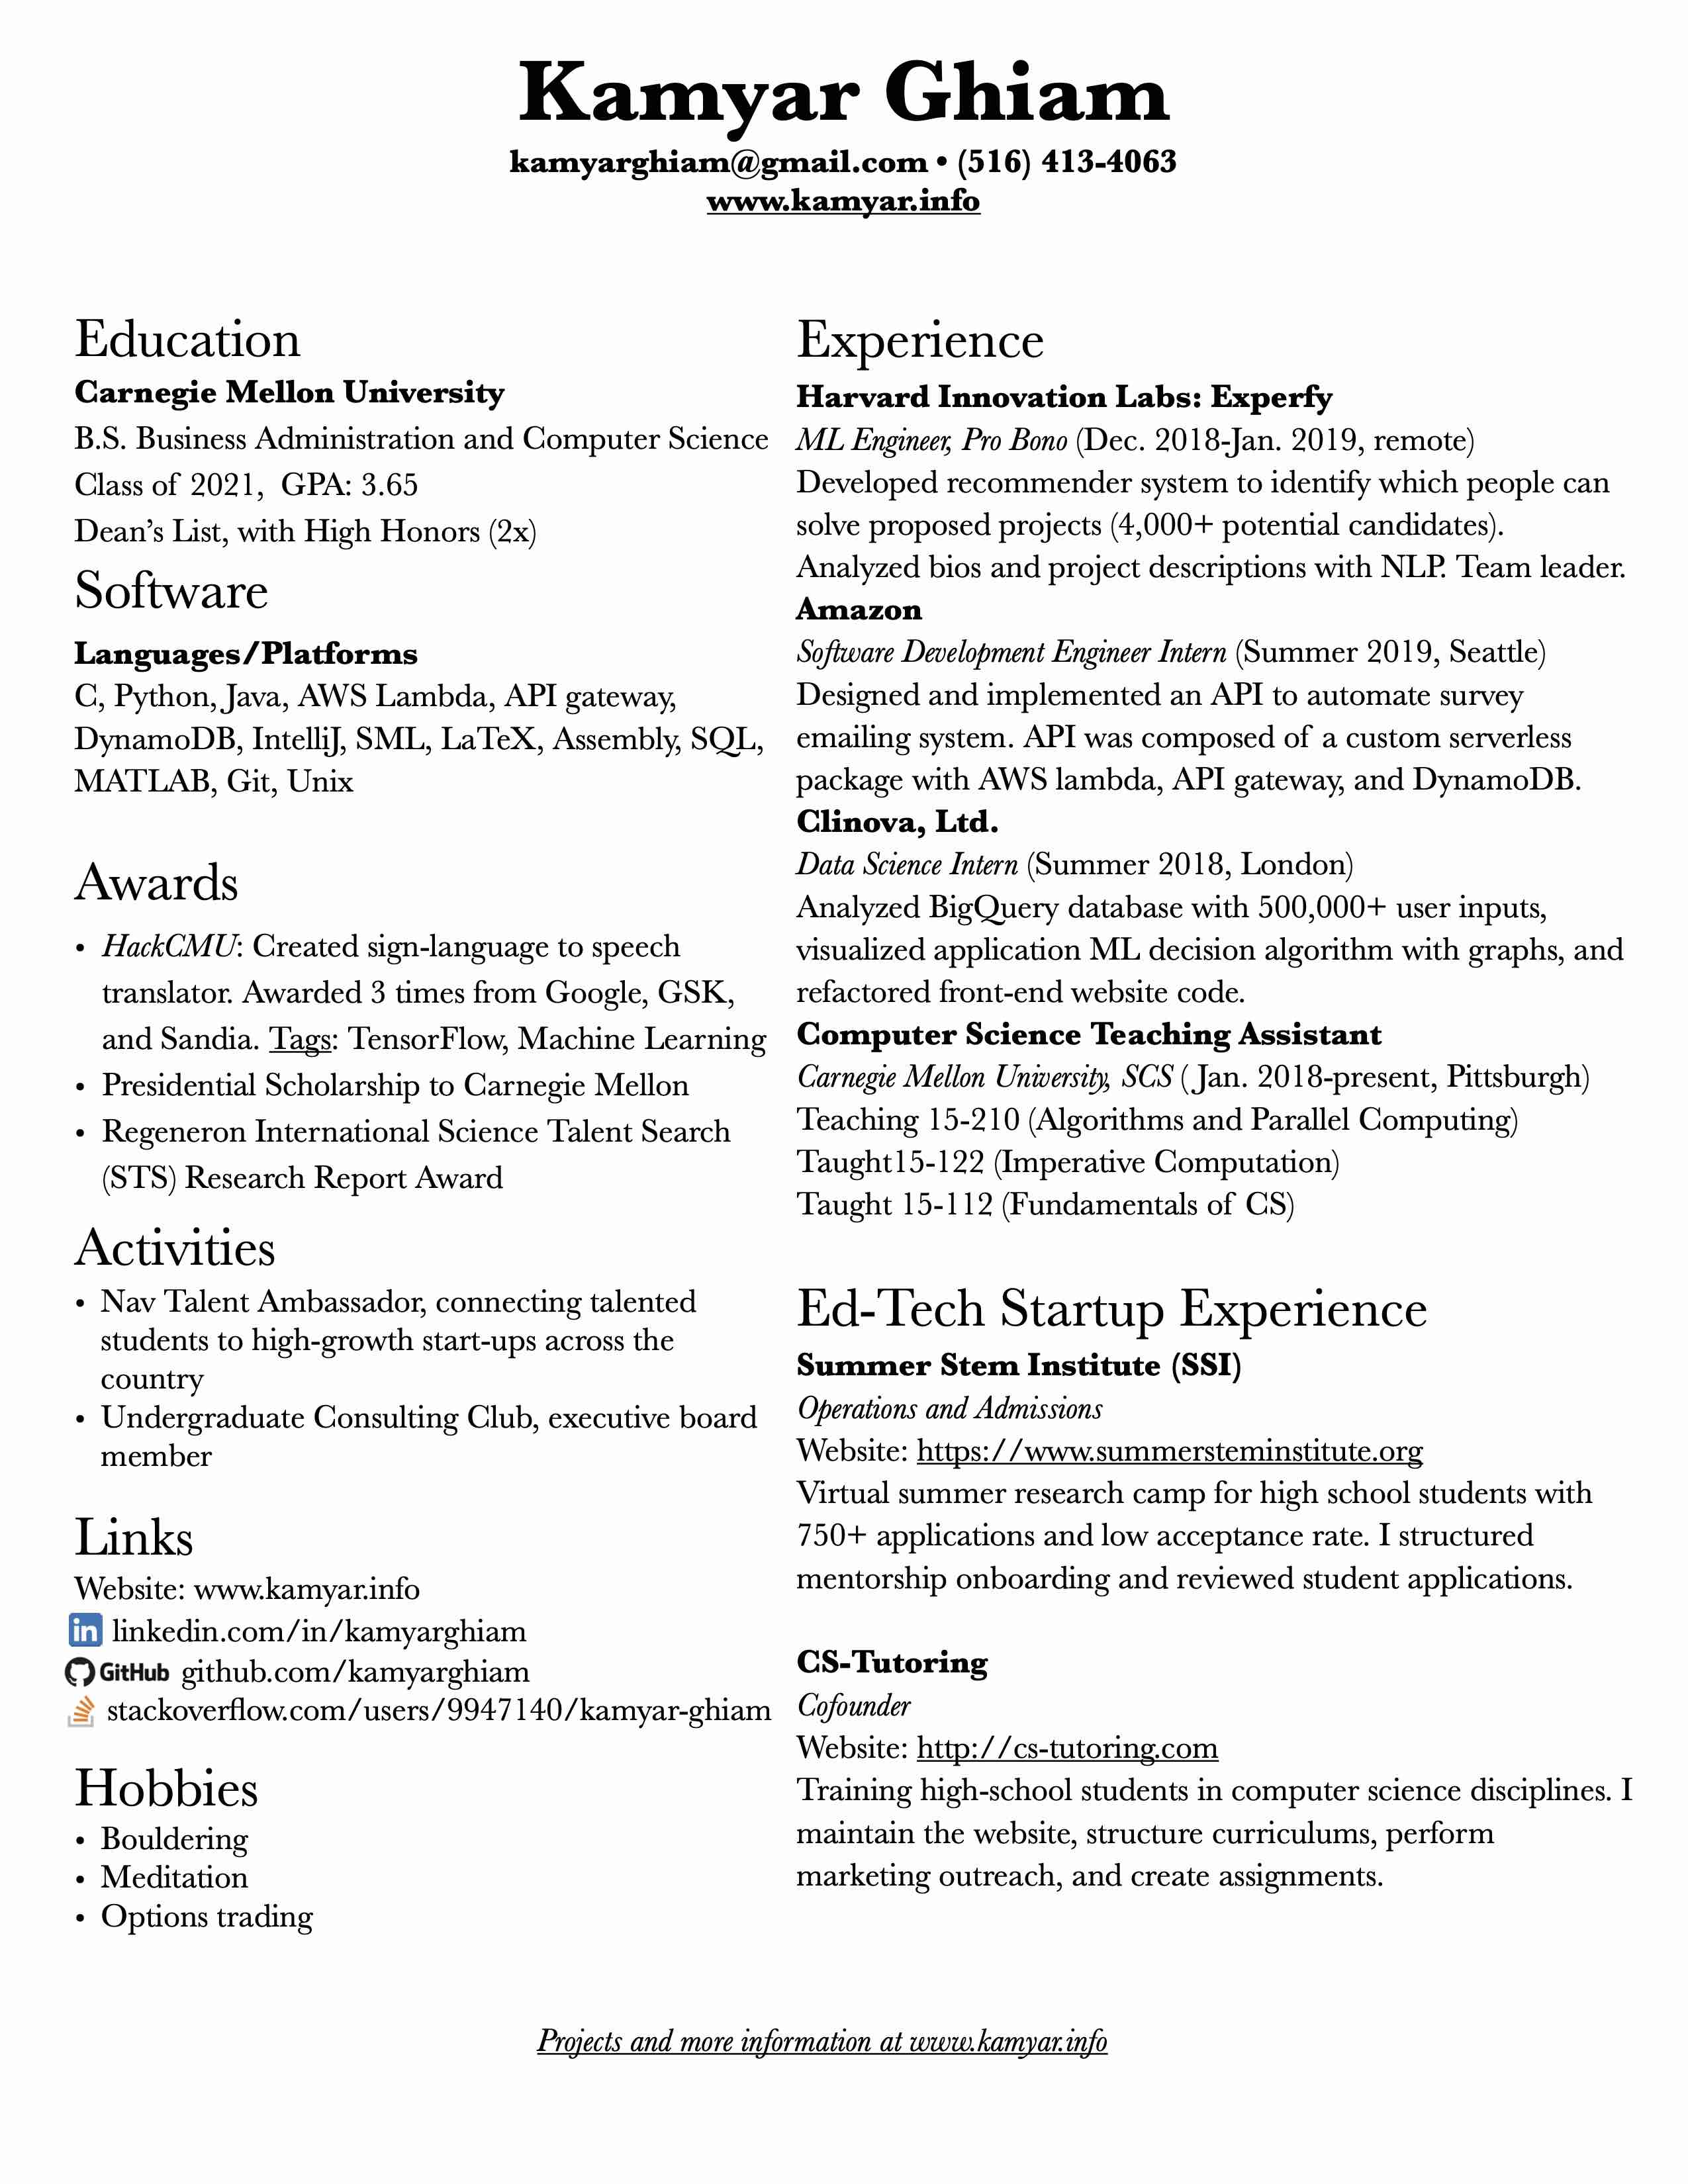 Kamyar Ghiam
kamyarghiam@gmail.com • (516) 413-4063
www.kamyar.info
Education
Carnegie Mellon University
B.S. Business Administration and Computer Science
Class of 2021, GPA: 3.65
Dean's List, with High Honors (2x)
Software
Languages/Platforms
C, Python, Java, AWS Lambda, API gateway,
DynamoDB, IntelliJ, SML, LaTeX, Assembly, SQL,
MATLAB, Git, Unix
Awards
• HackCMU: Created sign-language to speech
translator. Awarded 3 times from Google, GSK,
and Sandia. Tags: TensorFlow, Machine Learning
• Presidential Scholarship to Carnegie Mellon
• Regeneron International Science Talent Search
(STS) Research Report Award
Activities
• Nav Talent Ambassador, connecting talented
students to high-growth start-ups across the
country
• Undergraduate Consulting Club, executive board
member
Links
Website: www.kamyar.info
in linkedin.com/in/kamyarghiam
GitHub github.com/kamyarghiam
stackoverflow.com/users/9947140/kamyar-ghiam
Hobbies
• Bouldering
• Meditation
• Options trading
Experience
Harvard Innovation Labs: Experfy
ML Engineer, Pro Bono (Dec. 2018-Jan. 2019, remote)
Developed recommender system to identify which people can
solve proposed projects (4,000+ potential candidates).
Analyzed bios and project descriptions with NLP. Team leader.
Amazon
Software Development Engineer Intern (Summer 2019, Seattle)
Designed and implemented an API to automate survey
emailing system. API was composed of a custom serverless
package with AWS lambda, API gateway, and DynamoDB.
Clinova, Ltd.
Data Science Intern (Summer 2018, London)
Analyzed BigQuery database with 500,000+ user inputs,
visualized application ML decision algorithm with graphs, and
refactored front-end website code.
Computer Science Teaching Assistant
Carnegie Mellon University, SCS (Jan. 2018-present, Pittsburgh)
Teaching 15-210 (Algorithms and Parallel Computing)
Taught15-122 (Imperative Computation)
Taught 15-112 (Fundamentals of CS)
Ed-Tech Startup Experience
Summer Stem Institute (SSI)
Operations and Admissions
Website: https://www.summersteminstitute.org
Virtual summer research camp for high school students with
750+ applications and low acceptance rate. I structured
mentorship onboarding and reviewed student applications.
CS-Tutoring
Cofounder
Website: http://cs-tutoring.com
Training high-school students in computer science disciplines. I
maintain the website, structure curriculums, perform
marketing outreach, and create assignments.
Projects and more information at www.kamyar.info